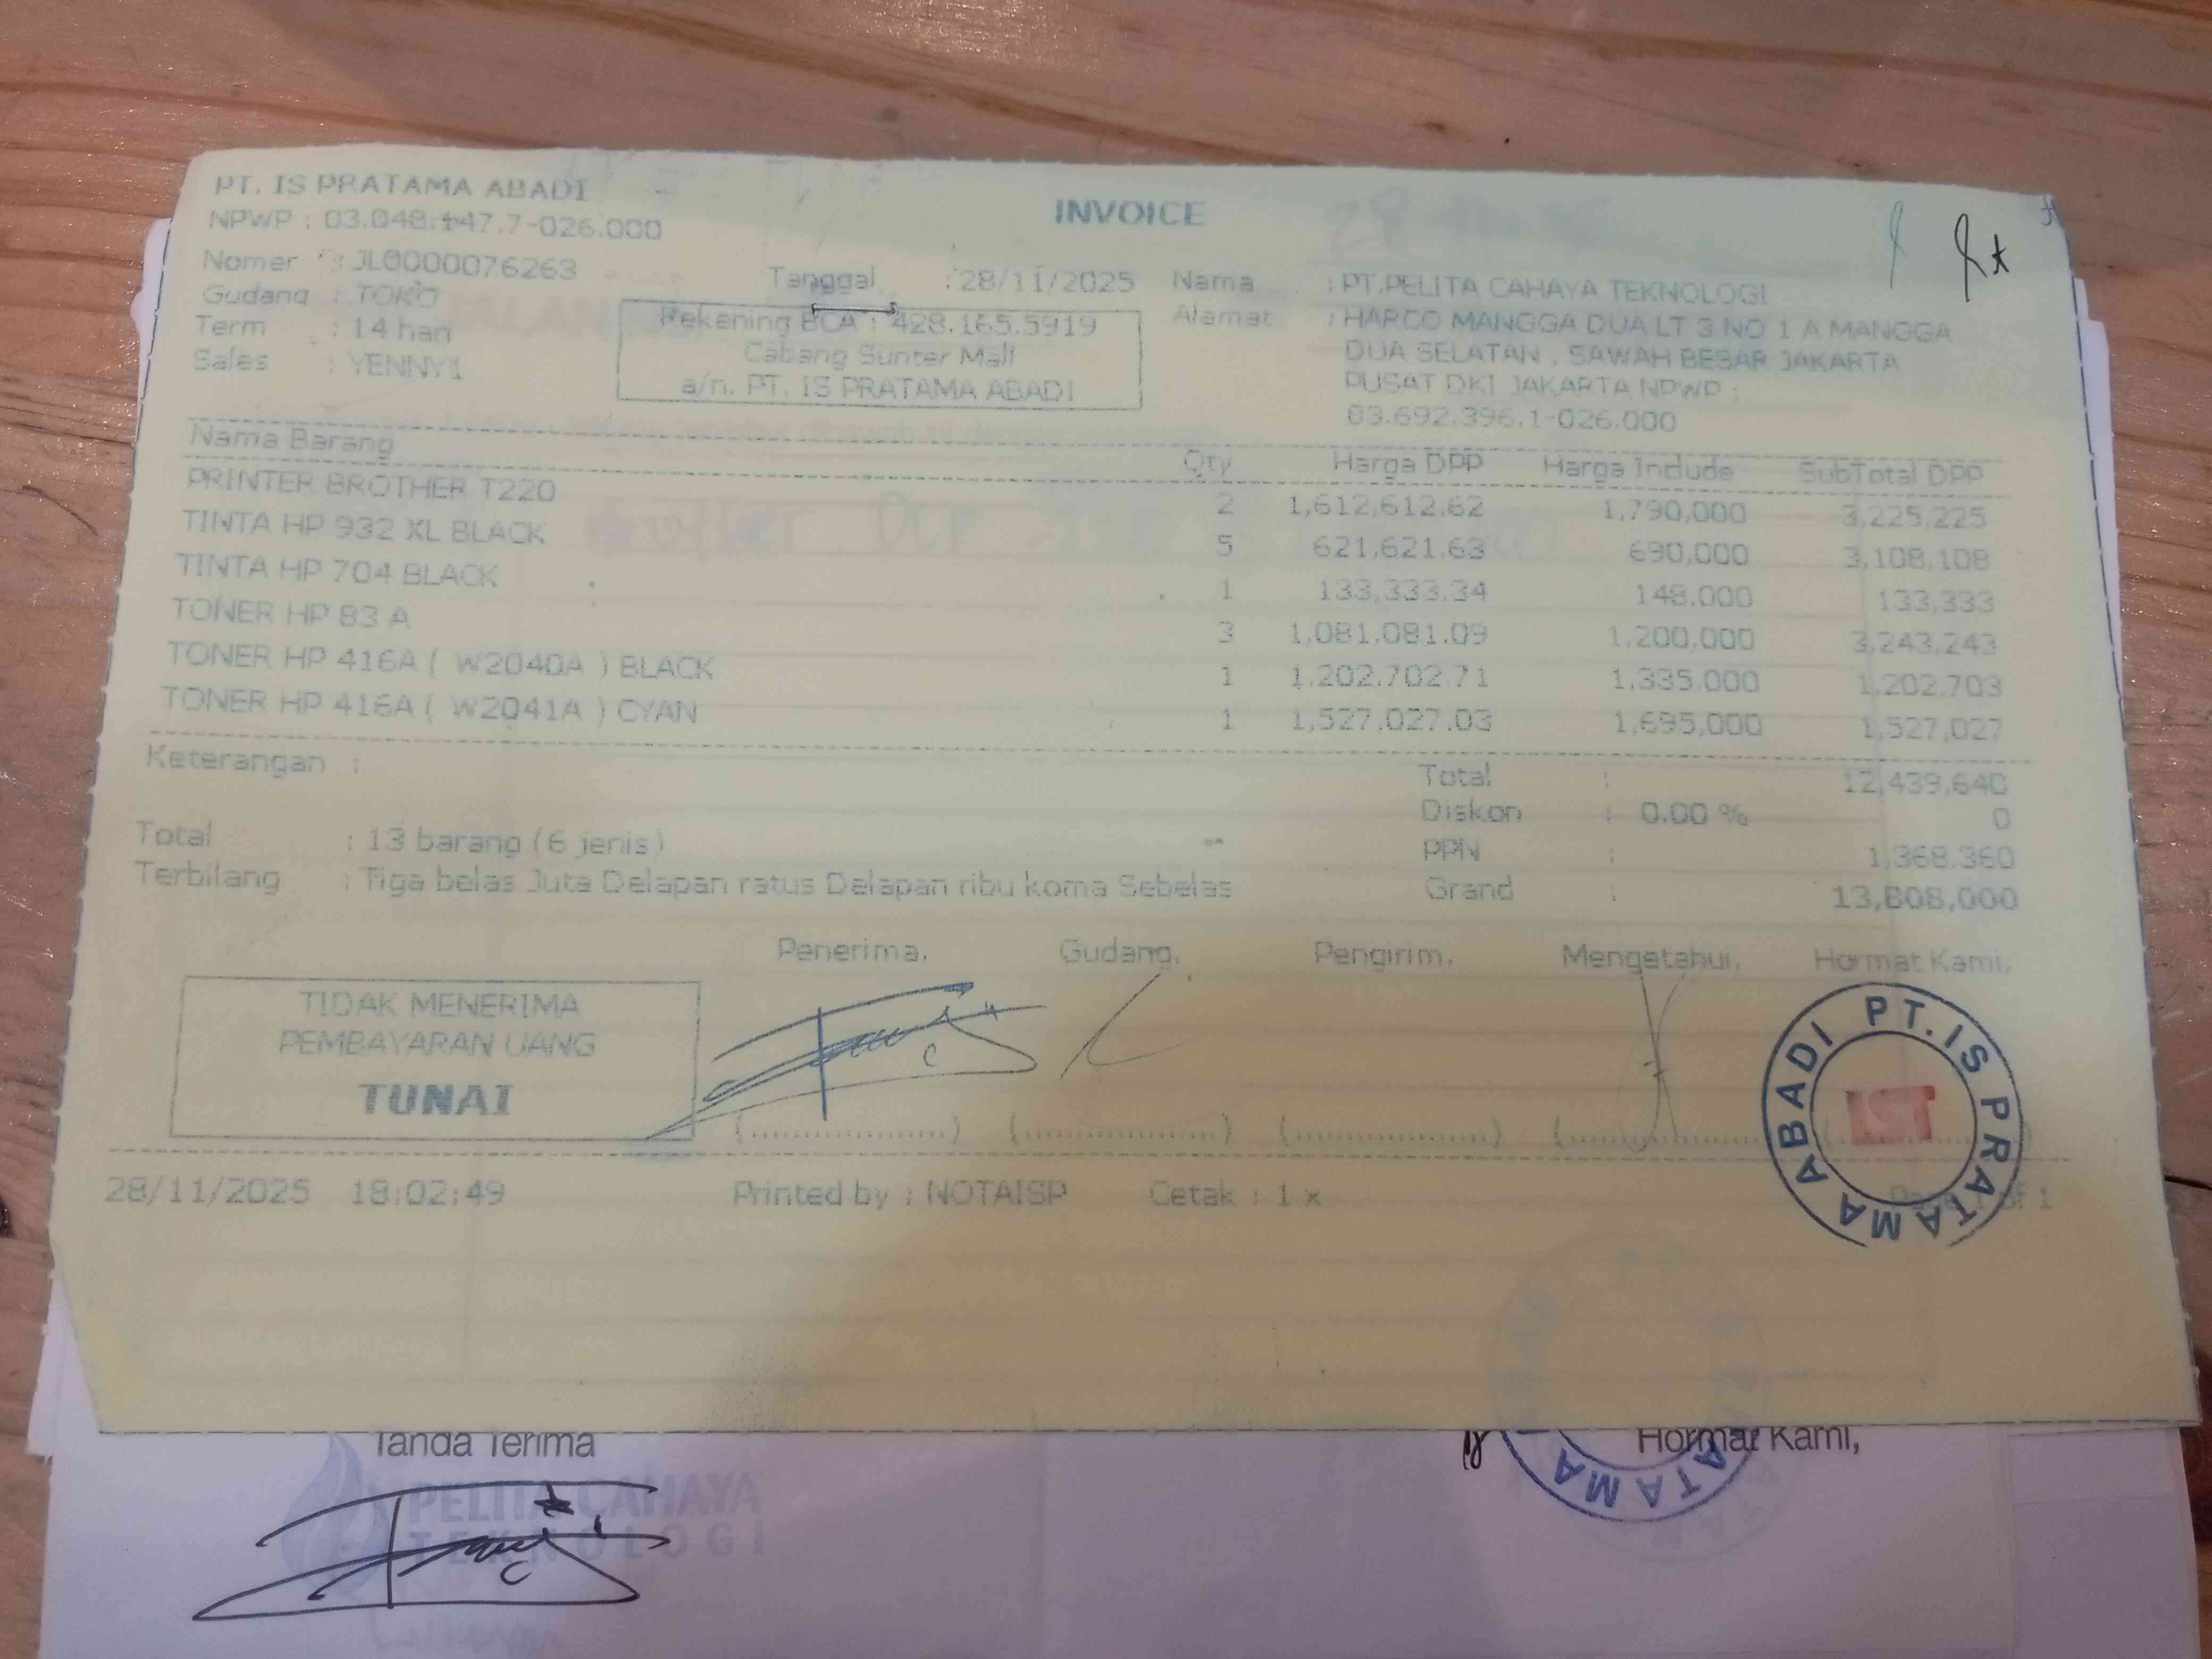 PT. IS PRATAMA ABADI
INVOICE
NPWP : 03.048.147.7-026.000
Nomer : JL0000076263
Tanggal : 28/11/2025
Nama : PT.PELITA CAHAYA TEKNOLOGI
Gudang : TOKO
Rekening BCA : 428.165.5919
Alamat : HARCO MANGGA DUA LT 3 NO 1 A MANGGA
Term : 14 hari
Cabang Sunter Mall
DUA SELATAN , SAWAH BESAR JAKARTA
Sales : YENNY1
a/n. PT. IS PRATAMA ABADI
PUSAT DKI JAKARTA NPWP :
03.692.396.1-026.000
Nama Barang Qty Harga DPP Harga Include SubTotal DPP
PRINTER BROTHER T220 2 1,612,612.62 1,790,000 3,225,225
TINTA HP 932 XL BLACK 5 621,621.63 690,000 3,108,108
TINTA HP 704 BLACK 1 133,333.34 148,000 133,333
TONER HP 83 A 3 1,081,081.09 1,200,000 3,243,243
TONER HP 416A ( W2040A ) BLACK 1 1,202,702.71 1,335,000 1,202,703
TONER HP 416A ( W2041A ) CYAN 1 1,527,027.03 1,695,000 1,527,027
Keterangan :
Total : 12,439,640
Diskon : 0.00 % 0
Total : 13 barang (6 jenis)
PPN : 1,368,360
Terbilang : Tiga belas Juta Delapan ratus Delapan ribu koma Sebelas
Grand : 13,808,000
Penerima, Gudang, Pengirim, Mengetahui, Hormat Kami,
TIDAK MENERIMA
PEMBAYARAN UANG
TUNAI
PT. IS PRATAMA ABADI
IST
28/11/2025 18:02:49 Printed by : NOTAISP Cetak : 1 x Page 1 of 1
Tanda Terima
Hormat Kami,
PELITA CAHAYA
TEKNOLOGI